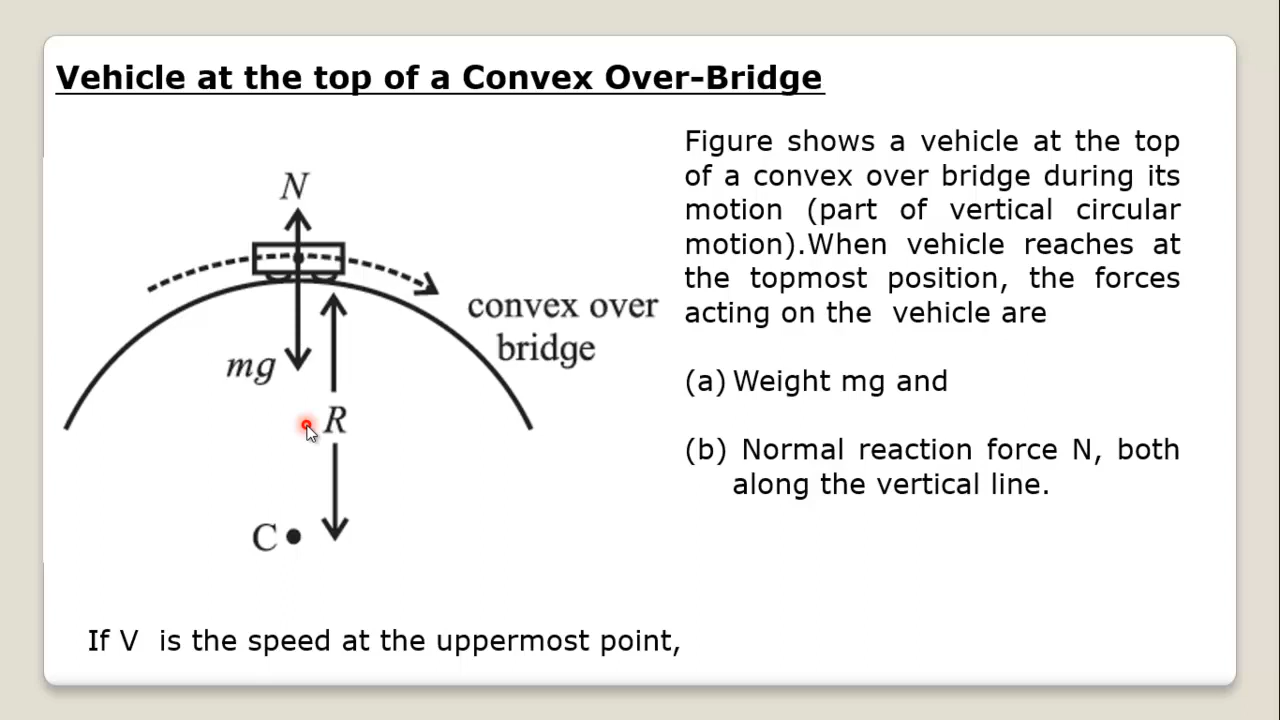 Vehicle at the top of a Convex Over-Bridge
N
mg
R
C
convex over
bridge
Figure shows a vehicle at the top
of a convex over bridge during its
motion (part of vertical circular
motion).When vehicle reaches at
the topmost position, the forces
acting on the vehicle are
(a) Weight mg and
(b) Normal reaction force N, both
along the vertical line.
If V is the speed at the uppermost point,